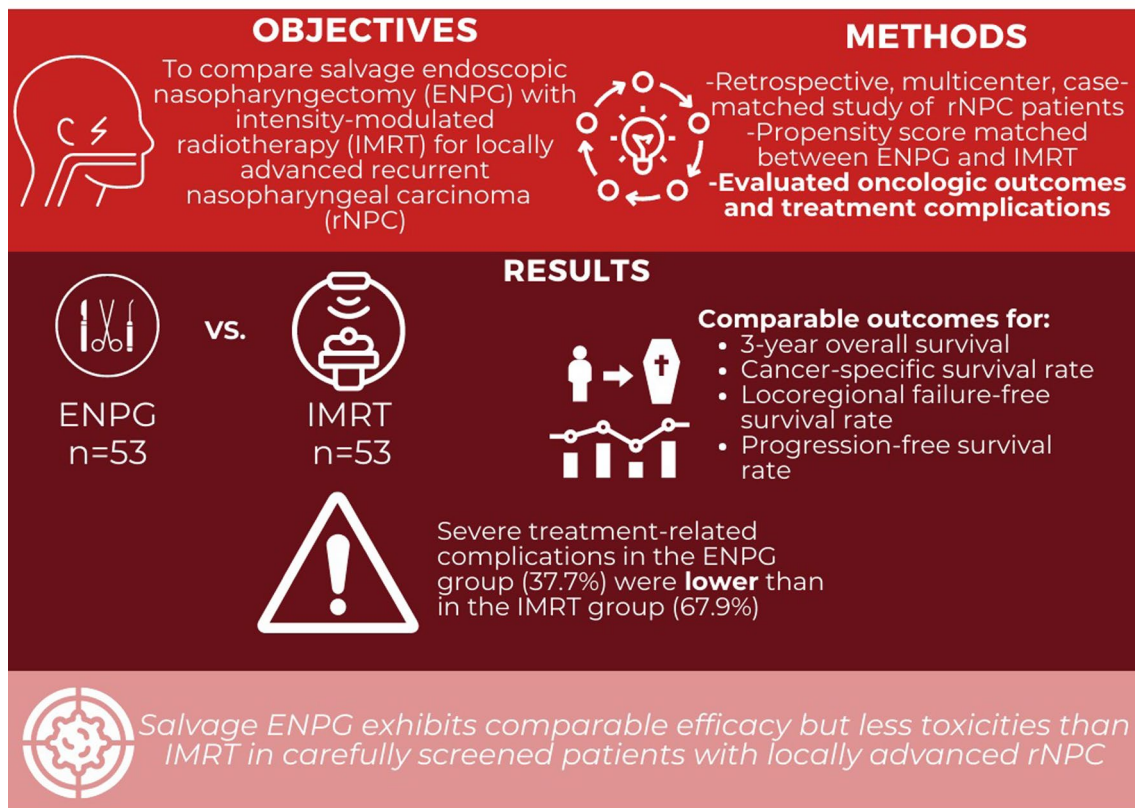 OBJECTIVES
To compare salvage endoscopic
nasopharyngectomy (ENPG) with
intensity-modulated
radiotherapy (IMRT) for locally
advanced recurrent
nasopharyngeal carcinoma
(rNPC)
METHODS
-Retrospective, multicenter, case-
matched study of rNPC patients
-Propensity score matched
between ENPG and IMRT
-Evaluated oncologic outcomes
and treatment complications
RESULTS
ENPG
n=53
vs.
IMRT
n=53
Comparable outcomes for:
• 3-year overall survival
• Cancer-specific survival rate
• Locoregional failure-free
survival rate
• Progression-free survival
rate
Severe treatment-related
complications in the ENPG
group (37.7%) were lower than
in the IMRT group (67.9%)
Salvage ENPG exhibits comparable efficacy but less toxicities than
IMRT in carefully screened patients with locally advanced rNPC